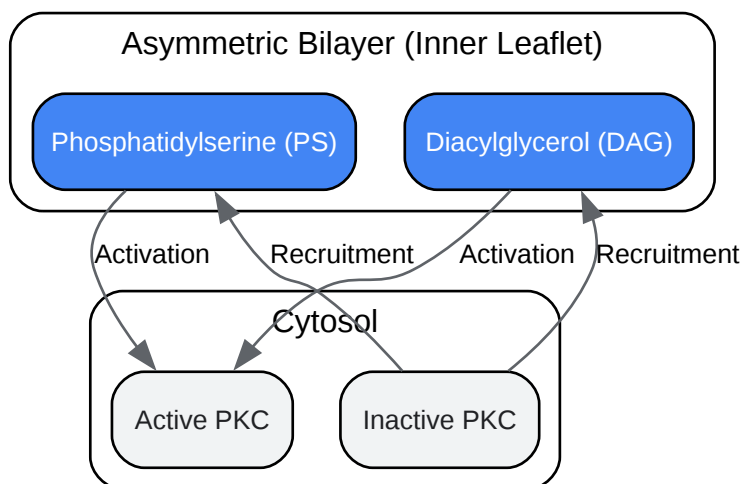 Asymmetric Bilayer (Inner Leaflet)
Phosphatidylserine (PS)
Diacylglycerol (DAG)
Activation
Recruitment
Activation
Recruitment
Cytosol
Active PKC
Inactive PKC